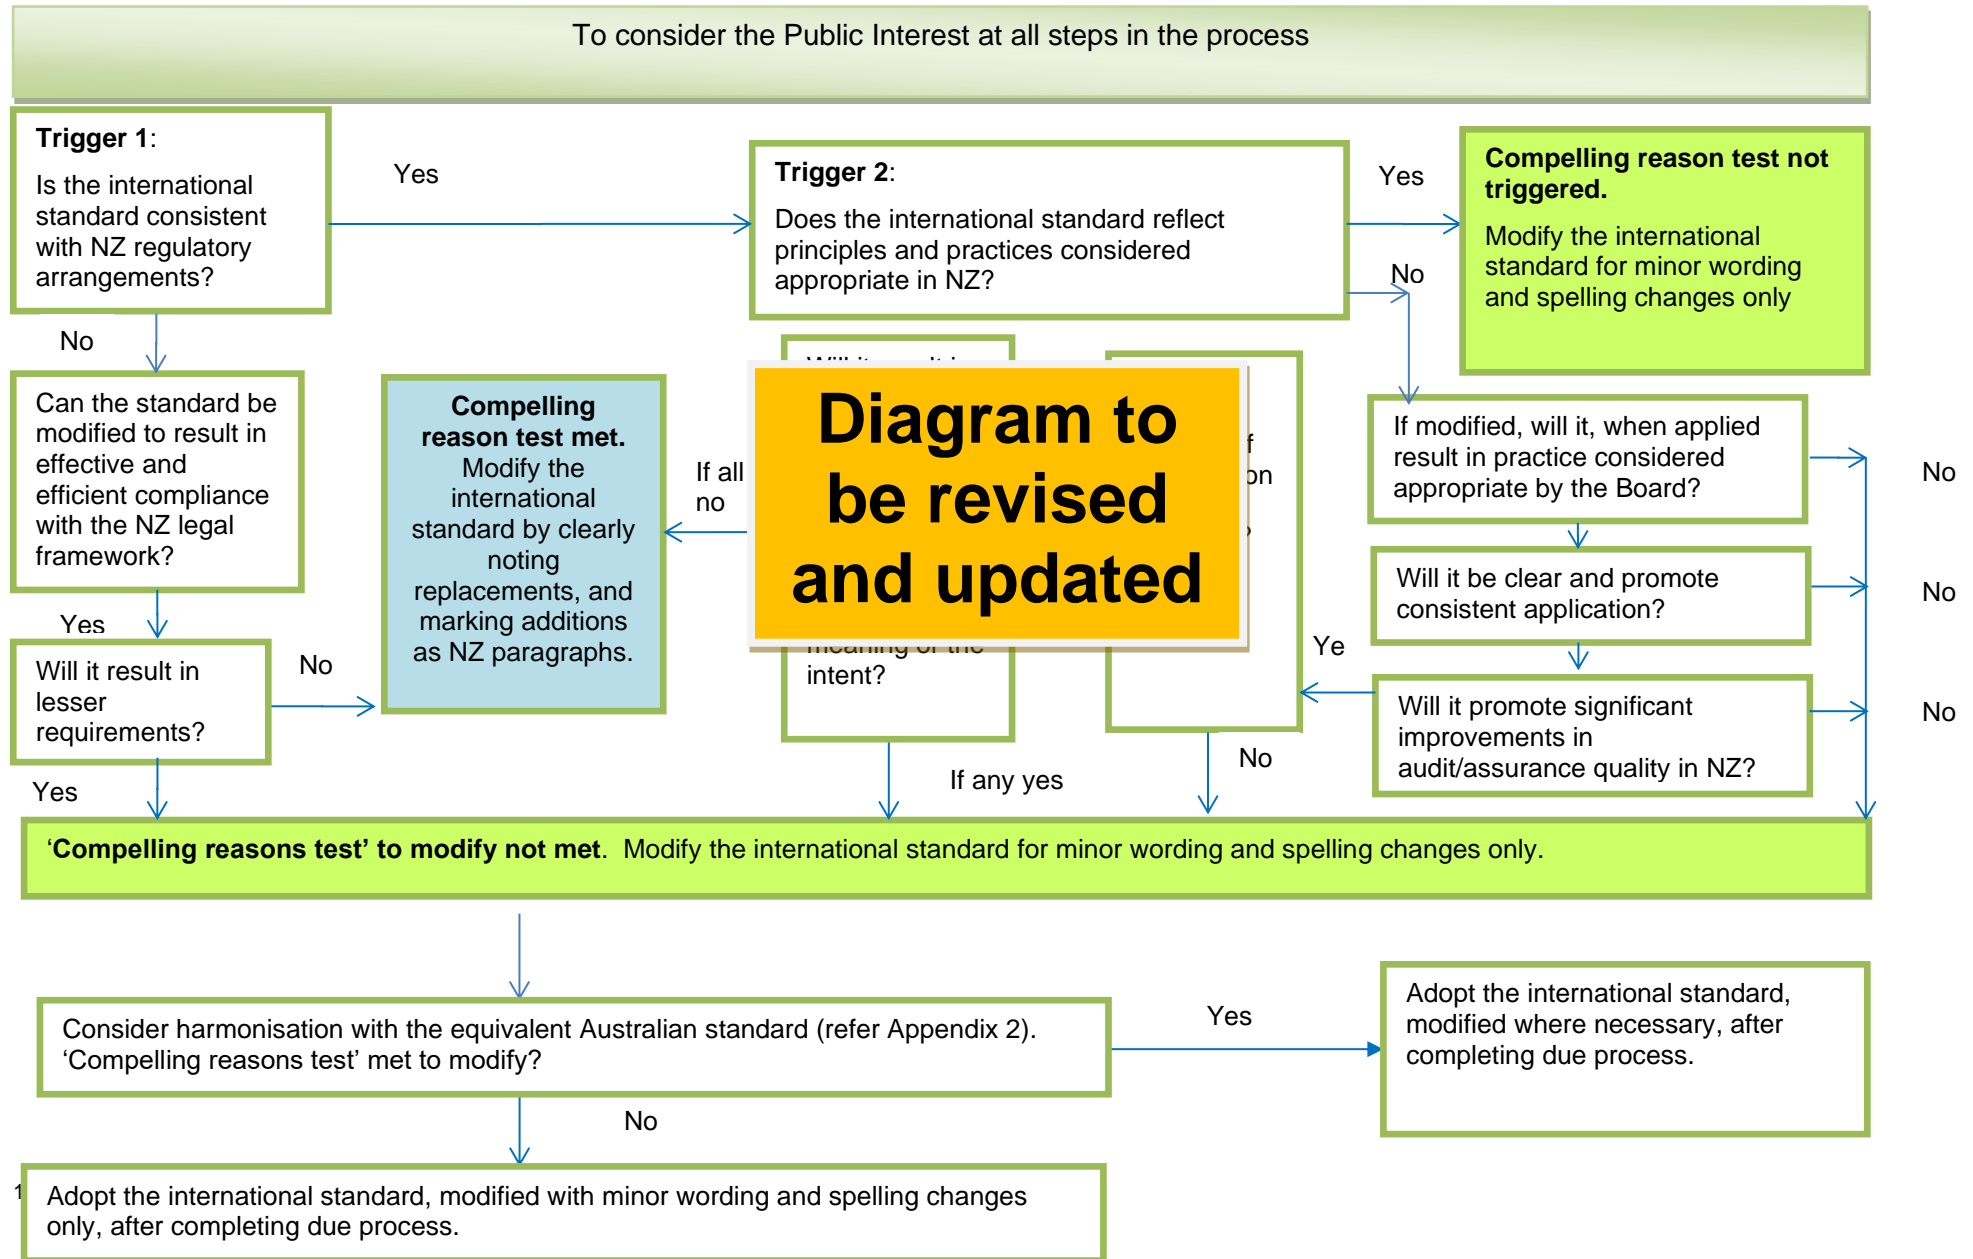 To consider the Public Interest at all steps in the process
Trigger 1:
Is the international
standard consistent
with NZ regulatory
arrangements?
Yes
Trigger 2:
Does the international standard reflect
principles and practices considered
appropriate in NZ?
Yes
Compelling reason test not
triggered.
Modify the international
standard for minor wording
and spelling changes only
No
No
Can the standard be
modified to result in
effective and
efficient compliance
with the NZ legal
framework?
Compelling
reason test met.
Modify the
international
standard by clearly
noting
replacements, and
marking additions
as NZ paragraphs.
If all
no
Diagram to
be revised
and updated
intent?
If modified, will it, when applied
result in practice considered
appropriate by the Board?
No
Will it be clear and promote
consistent application?
No
Ye
Will it promote significant
improvements in
audit/assurance quality in NZ?
No
Yes
Will it result in
lesser
requirements?
No
Yes
If any yes
No
‘Compelling reasons test’ to modify not met. Modify the international standard for minor wording and spelling changes only.
Consider harmonisation with the equivalent Australian standard (refer Appendix 2).
‘Compelling reasons test’ met to modify?
Yes
Adopt the international standard,
modified where necessary, after
completing due process.
No
1
Adopt the international standard, modified with minor wording and spelling changes
only, after completing due process.